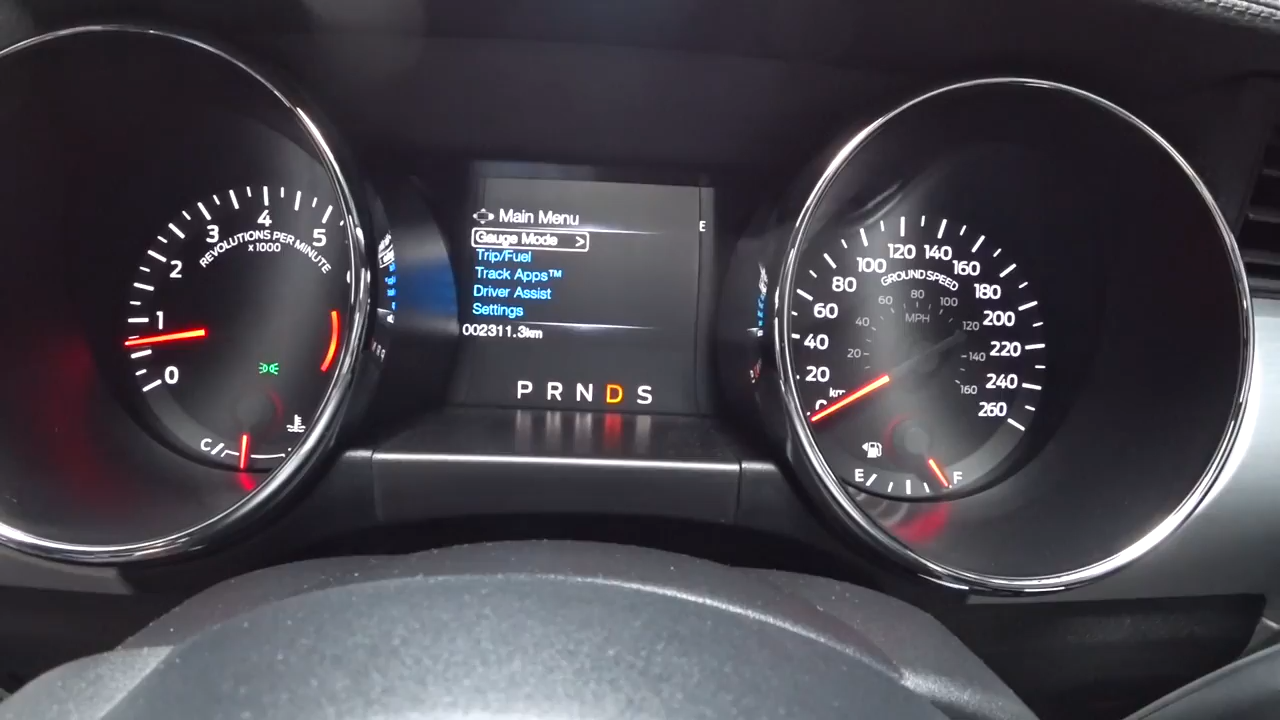 Main Menu
Gauge Mode >
Trip/Fuel
Track Apps™
Driver Assist
Settings
002311.3km
P R N D S
E
0
1
2
3
4
5
REVOLUTIONS PER MINUTE
x1000
C
0
20
40
60
80
100
120
140
160
180
200
220
240
260
GROUND SPEED
MPH
20
40
60
80
100
120
140
160
E
F